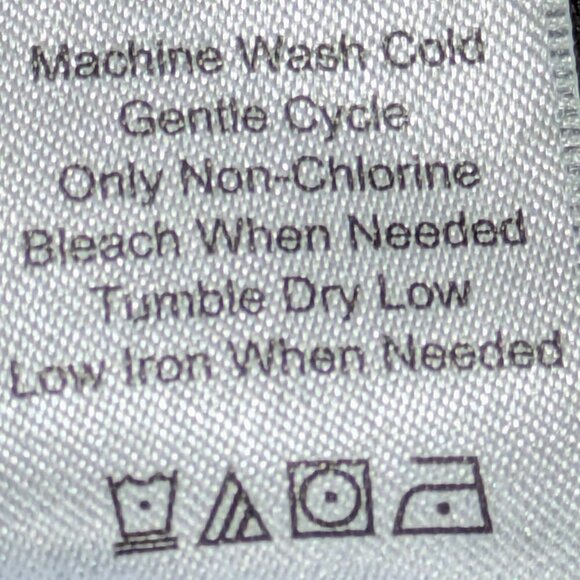 Machine Wash Cold
Gentle Cycle
Only Non-Chlorine
Bleach When Needed
Tumble Dry Low
Low Iron When Needed